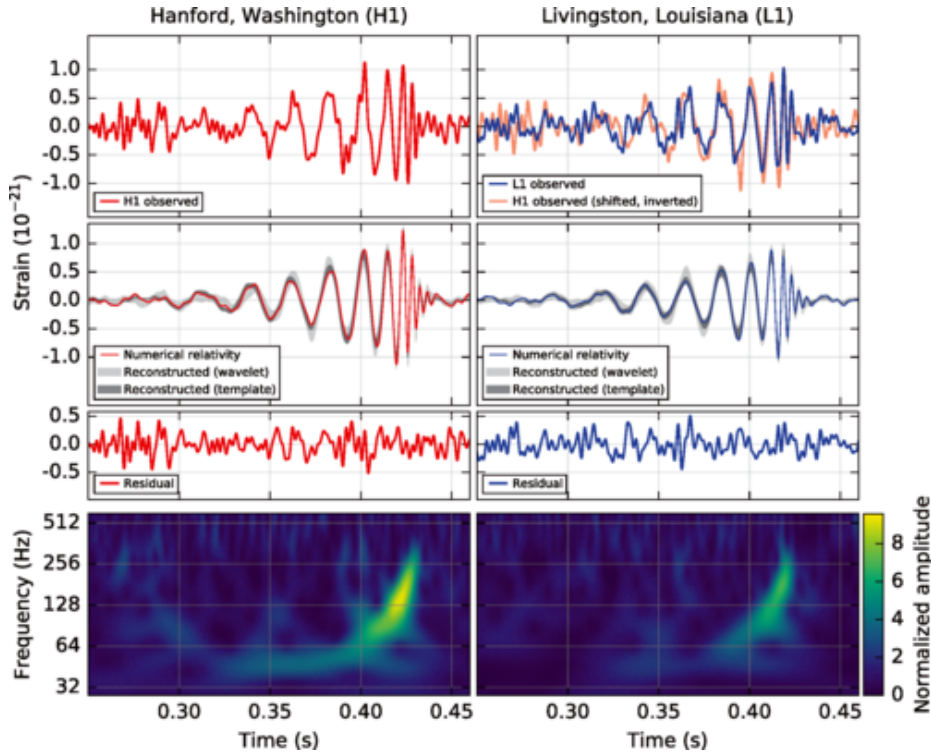 Hanford, Washington (H1)
Livingston, Louisiana (L1)
Strain (10⁻²¹)
1.0
0.5
0.0
-0.5
-1.0
H1 observed
L1 observed
H1 observed (shifted, inverted)
1.0
0.5
0.0
-0.5
-1.0
Numerical relativity
Reconstructed (wavelet)
Reconstructed (template)
Numerical relativity
Reconstructed (wavelet)
Reconstructed (template)
0.5
0.0
-0.5
Residual
Residual
Frequency (Hz)
512
256
128
64
32
Normalized amplitude
8
6
4
2
0
0.30 0.35 0.40 0.45
0.30 0.35 0.40 0.45
Time (s)
Time (s)